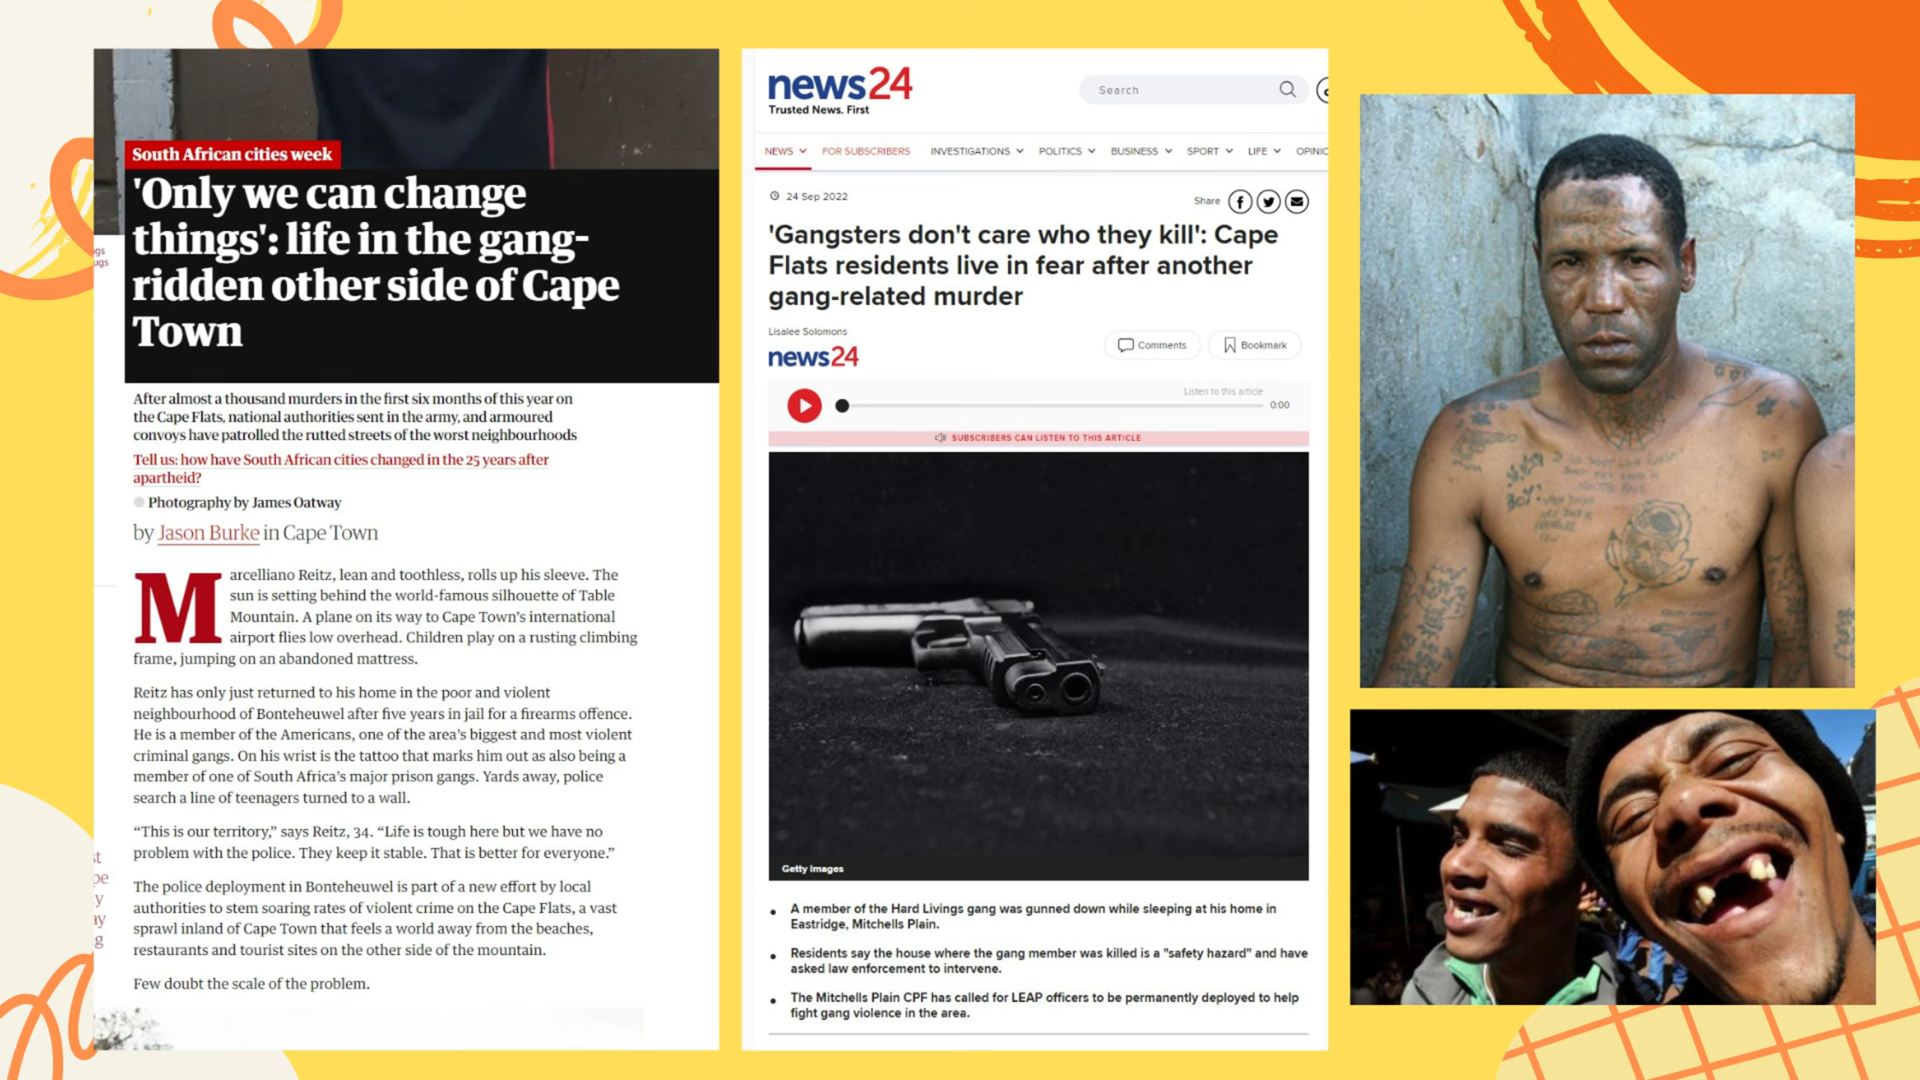 South African cities week
'Only we can change
things': life in the gang-
ridden other side of Cape
Town
After almost a thousand murders in the first six months of this year on
the Cape Flats, national authorities sent in the army, and armoured
convoys have patrolled the rutted streets of the worst neighbourhoods
Tell us: how have South African cities changed in the 25 years after
apartheid?
Photography by James Oatway
by Jason Burke in Cape Town
Marcelliano Reitz, lean and toothless, rolls up his sleeve. The
sun is setting behind the world-famous silhouette of Table
Mountain. A plane on its way to Cape Town's international
airport flies low overhead. Children play on a rusting climbing
frame, jumping on an abandoned mattress.
Reitz has only just returned to his home in the poor and violent
neighbourhood of Bonteheuwel after five years in jail for a firearms offence.
He is a member of the Americans, one of the area's biggest and most violent
criminal gangs. On his wrist is the tattoo that marks him out as also being a
member of one of South Africa's major prison gangs. Yards away, police
search a line of teenagers turned to a wall.
“This is our territory,” says Reitz, 34. “Life is tough here but we have no
problem with the police. They keep it stable. That is better for everyone.”
The police deployment in Bonteheuwel is part of a new effort by local
authorities to stem soaring rates of violent crime on the Cape Flats, a vast
sprawl inland of Cape Town that feels a world away from the beaches,
restaurants and tourist sites on the other side of the mountain.
Few doubt the scale of the problem.
news24
Trusted News. First
Search
NEWS FOR SUBSCRIBERS INVESTIGATIONS POLITICS BUSINESS SPORT LIFE OPINIO
24 Sep 2022
Share
'Gangsters don't care who they kill': Cape
Flats residents live in fear after another
gang-related murder
Lisalee Solomons
news24
Comments Bookmark
Listen to this article
0:00
SUBSCRIBERS CAN LISTEN TO THIS ARTICLE
Getty Images
A member of the Hard Livings gang was gunned down while sleeping at his home in
Eastridge, Mitchells Plain.
Residents say the house where the gang member was killed is a "safety hazard" and have
asked law enforcement to intervene.
The Mitchells Plain CPF has called for LEAP officers to be permanently deployed to help
fight gang violence in the area.